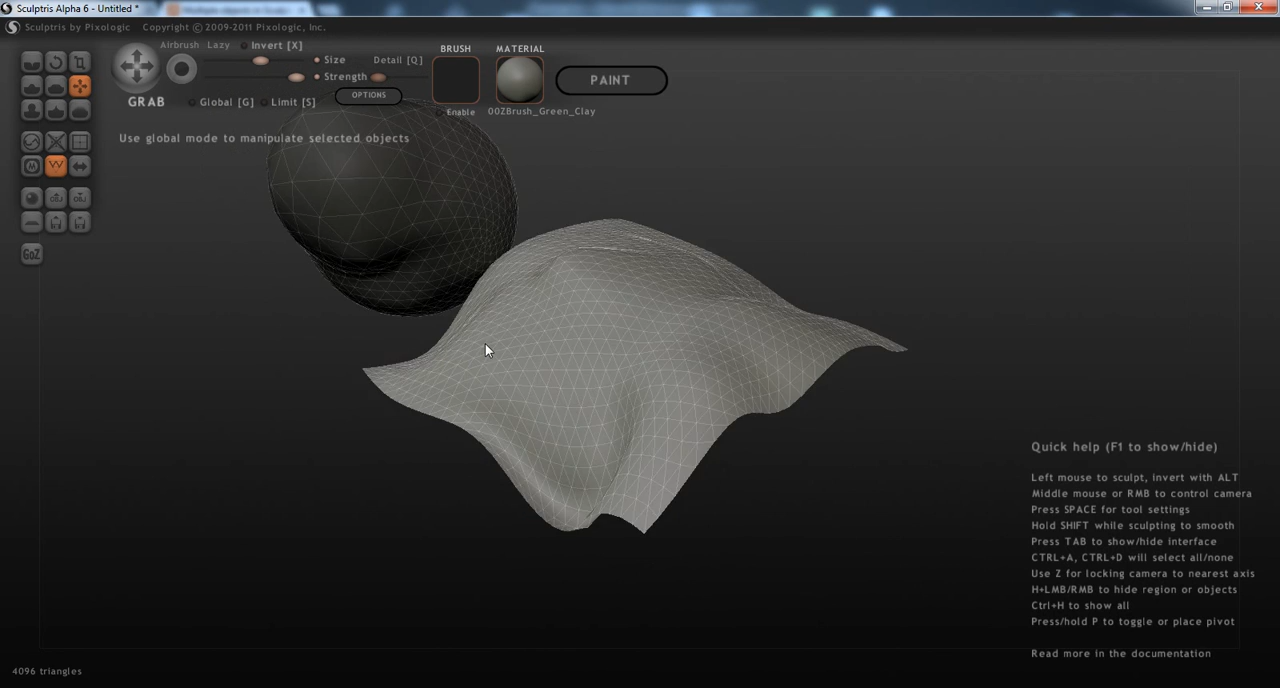 Sculptris Alpha 6 - Untitled *
Sculptris by Pixologic Copyright © 2009-2011 Pixologic, Inc.
Airbrush Lazy Invert [X]
Size Detail [Q]
Strength
GRAB
Global [G] Limit [S]
OPTIONS
BRUSH
Enable
MATERIAL
00ZBrush_Green_Clay
PAINT
Use global mode to manipulate selected objects
M
OBJ OBJ
GoZ
Quick help (F1 to show/hide)
Left mouse to sculpt, invert with ALT
Middle mouse or RMB to control camera
Press SPACE for tool settings
Hold SHIFT while sculpting to smooth
Press TAB to show/hide interface
CTRL+A, CTRL+D will select all/none
Use Z for locking camera to nearest axis
H+LMB/RMB to hide region or objects
Ctrl+H to show all
Press/hold P to toggle or place pivot
Read more in the documentation
4096 triangles